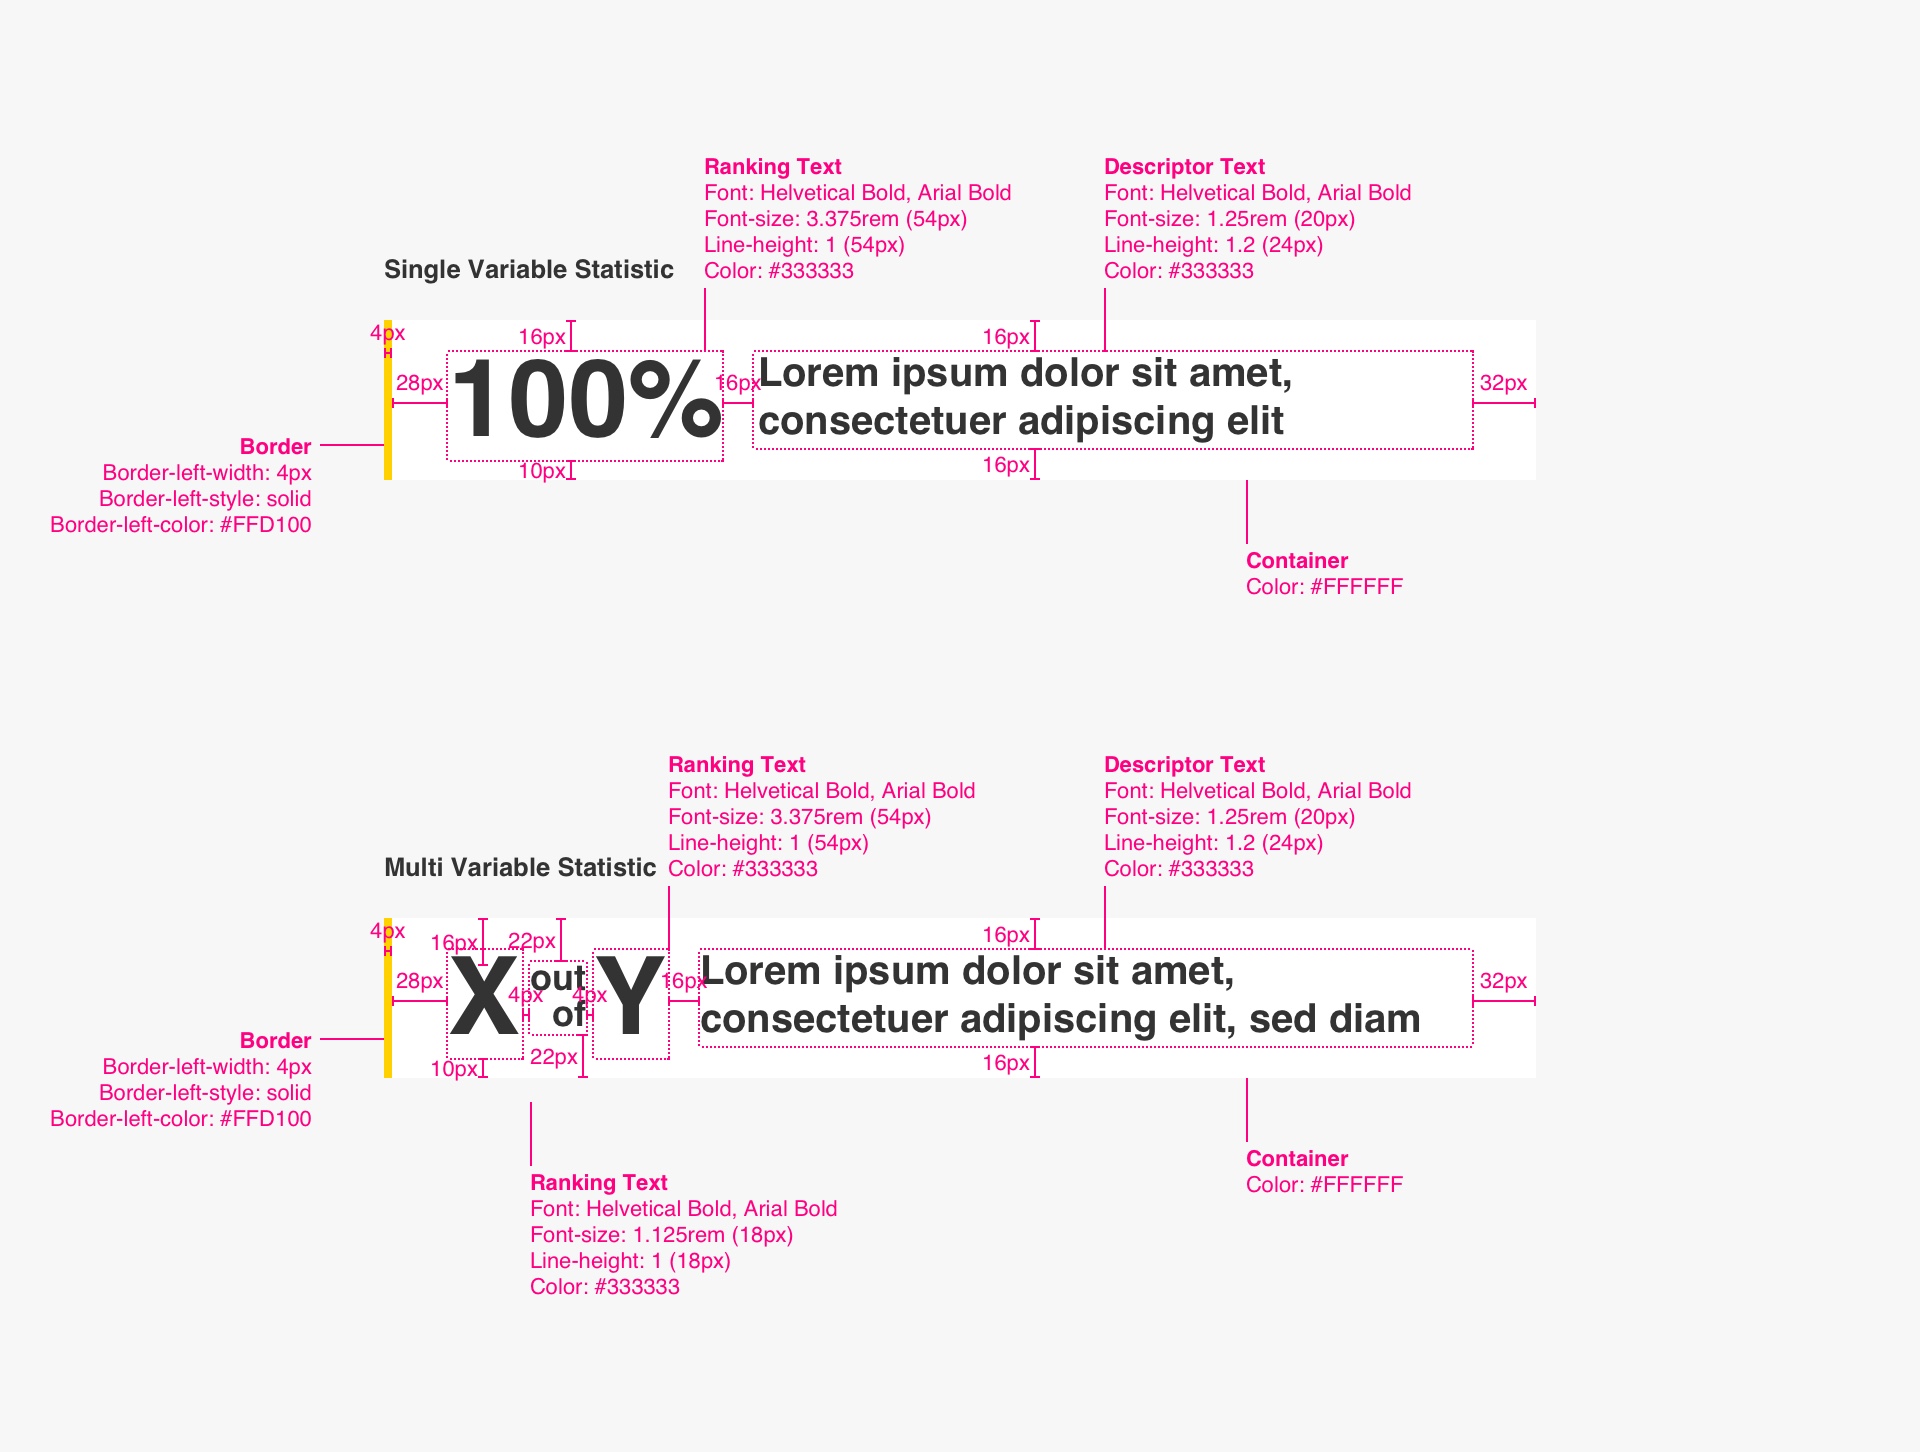 Ranking Text
Font: Helvetical Bold, Arial Bold
Font-size: 3.375rem (54px)
Line-height: 1 (54px)
Color: #333333
Descriptor Text
Font: Helvetical Bold, Arial Bold
Font-size: 1.25rem (20px)
Line-height: 1.2 (24px)
Color: #333333
Single Variable Statistic
4px
16px
16px
28px
100%
16px
Lorem ipsum dolor sit amet,
consectetuer adipiscing elit
32px
10px
16px
Border
Border-left-width: 4px
Border-left-style: solid
Border-left-color: #FFD100
Container
Color: #FFFFFF
Ranking Text
Font: Helvetical Bold, Arial Bold
Font-size: 3.375rem (54px)
Line-height: 1 (54px)
Color: #333333
Descriptor Text
Font: Helvetical Bold, Arial Bold
Font-size: 1.25rem (20px)
Line-height: 1.2 (24px)
Color: #333333
Multi Variable Statistic
4px
16px
22px
16px
28px
X
4px
out
of
4px
Y
16px
Lorem ipsum dolor sit amet,
consectetuer adipiscing elit, sed diam
32px
10px
22px
16px
Border
Border-left-width: 4px
Border-left-style: solid
Border-left-color: #FFD100
Container
Color: #FFFFFF
Ranking Text
Font: Helvetical Bold, Arial Bold
Font-size: 1.125rem (18px)
Line-height: 1 (18px)
Color: #333333